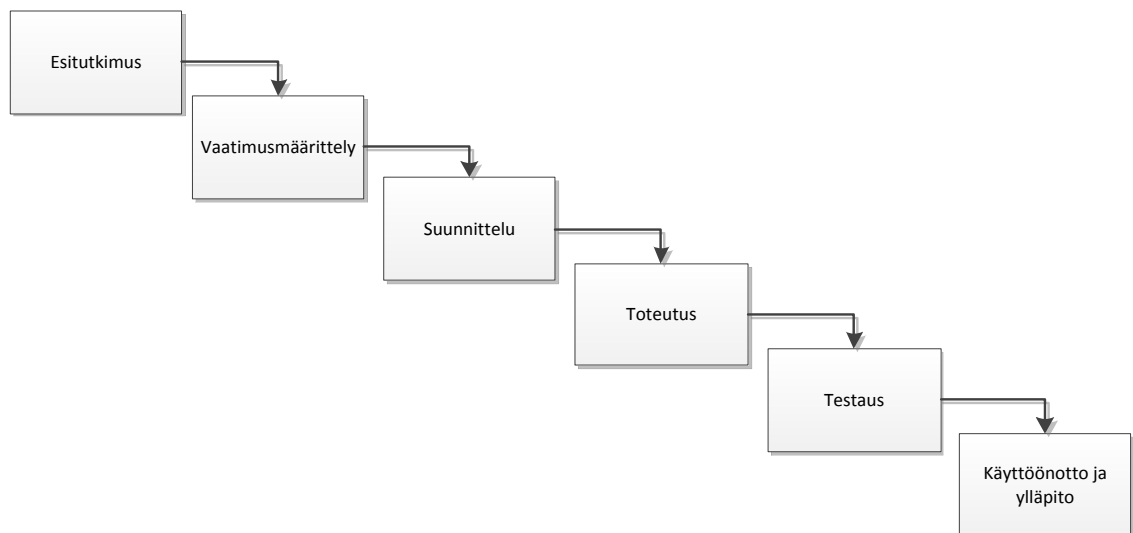 Esitutkimus
Vaatimusmäärittely
Suunnittelu
Toteutus
Testaus
Käyttöönotto ja
ylläpito